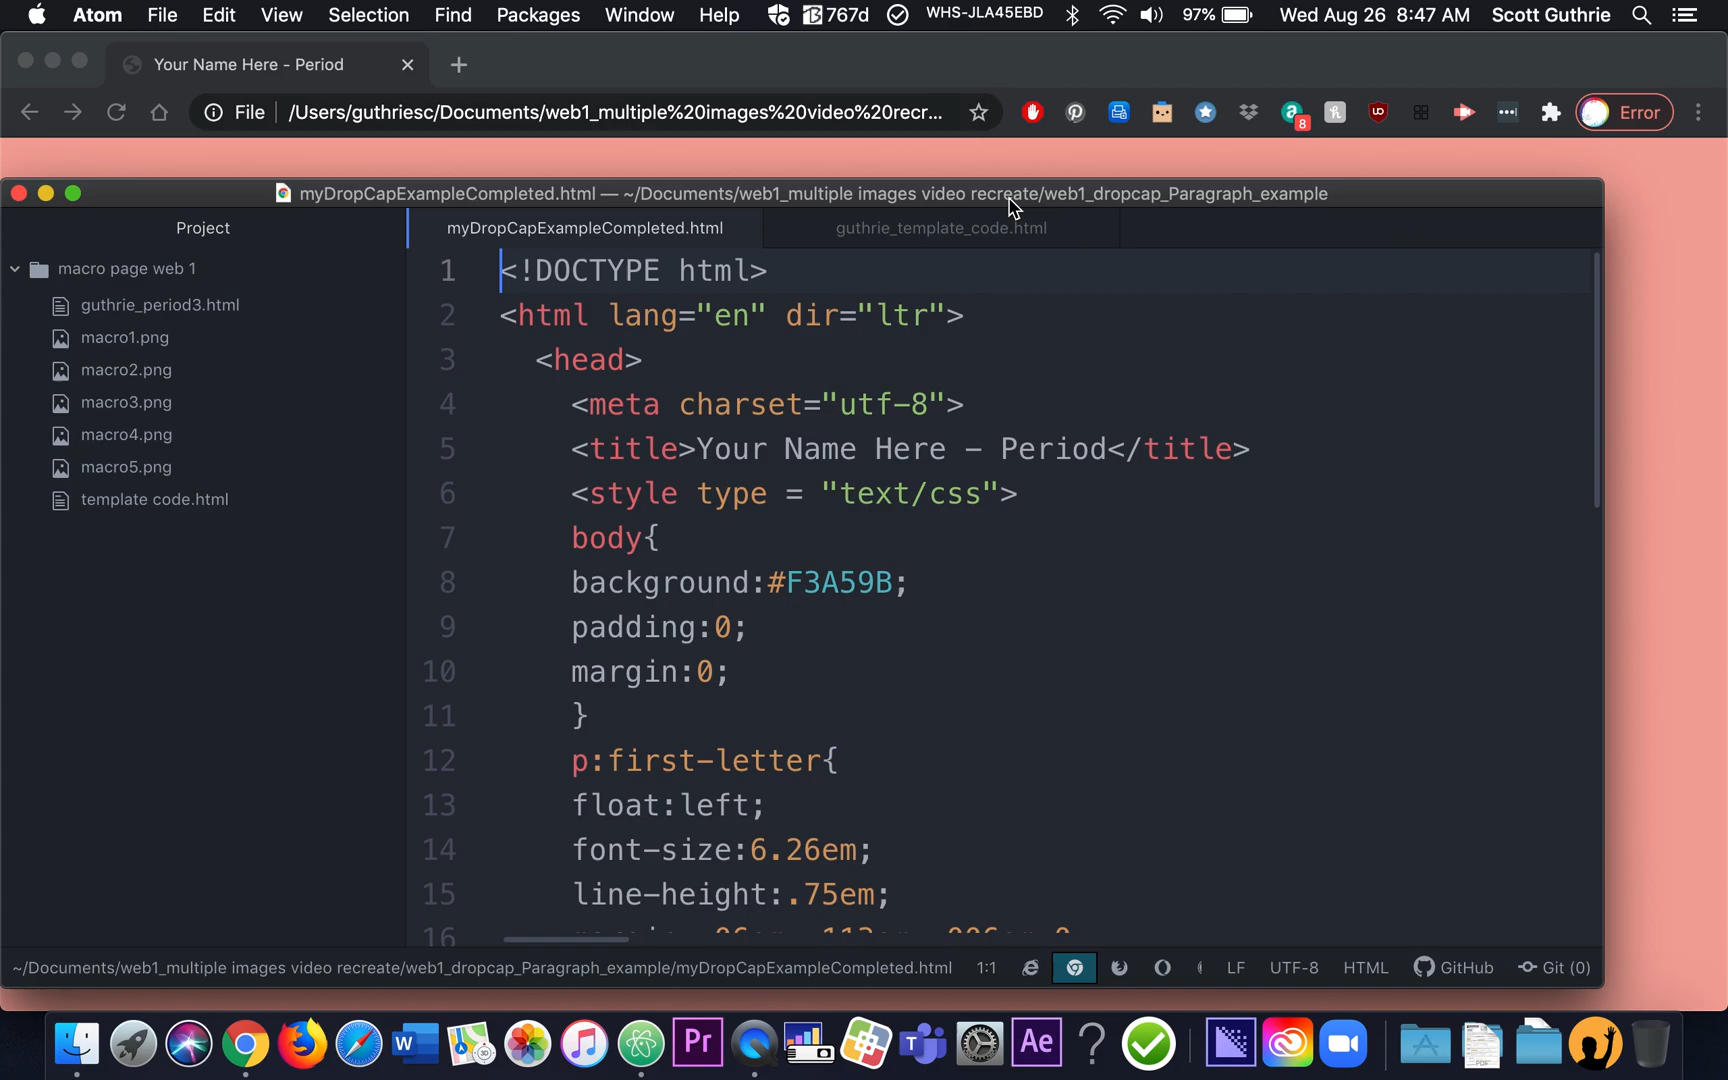 Atom File Edit View Selection Find Packages Window Help 767d WHS-JLA45EBD 97% Wed Aug 26 8:47 AM Scott Guthrie
Your Name Here - Period
File /Users/guthriesc/Documents/web1_multiple%20images%20video%20recr... UD 8 Error
myDropCapExampleCompleted.html — ~/Documents/web1_multiple images video recreate/web1_dropcap_Paragraph_example
Project
myDropCapExampleCompleted.html guthrie_template_code.html
macro page web 1
guthrie_period3.html
macro1.png
macro2.png
macro3.png
macro4.png
macro5.png
template code.html
1 <!DOCTYPE html>
2 <html lang="en" dir="ltr">
3 <head>
4 <meta charset="utf-8">
5 <title>Your Name Here - Period</title>
6 <style type = "text/css">
7 body{
8 background:#F3A59B;
9 padding:0;
10 margin:0;
11 }
12 p:first-letter{
13 float:left;
14 font-size:6.26em;
15 line-height:.75em;
16
~/Documents/web1_multiple images video recreate/web1_dropcap_Paragraph_example/myDropCapExampleCompleted.html 1:1 LF UTF-8 HTML GitHub Git (0)
W 3D Pr Ae ? PDF